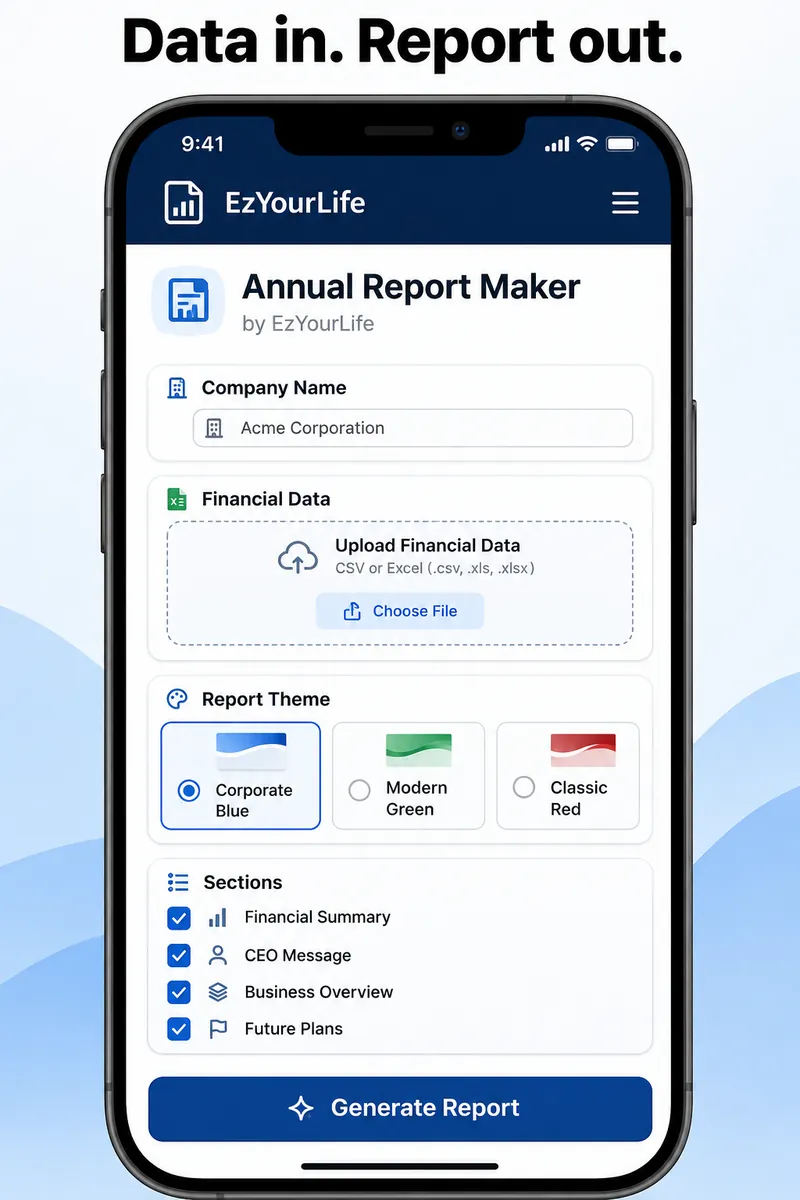 Data in. Report out.
9:41
EzYourLife
Annual Report Maker
by EzYourLife
Company Name
Acme Corporation
Financial Data
Upload Financial Data
CSV or Excel (.csv, .xls, .xlsx)
Choose File
Report Theme
Corporate
Blue
Modern
Green
Classic
Red
Sections
Financial Summary
CEO Message
Business Overview
Future Plans
Generate Report